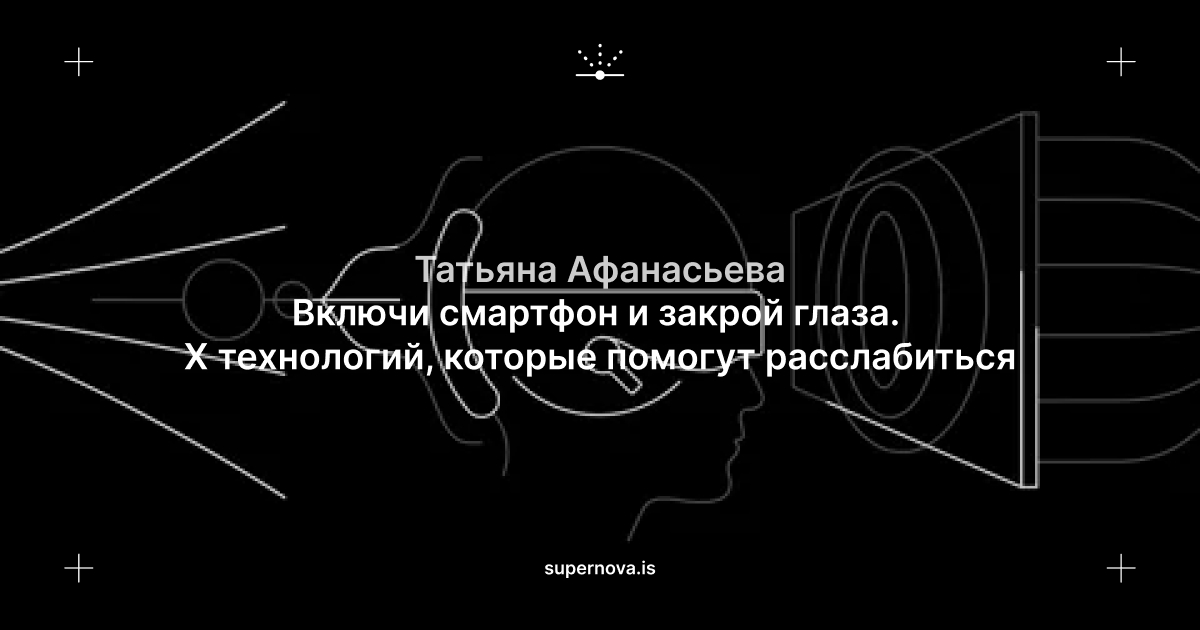 Татьяна Афанасьева
Включи смартфон и закрой глаза.
X технологий, которые помогут расслабиться
supernova.is